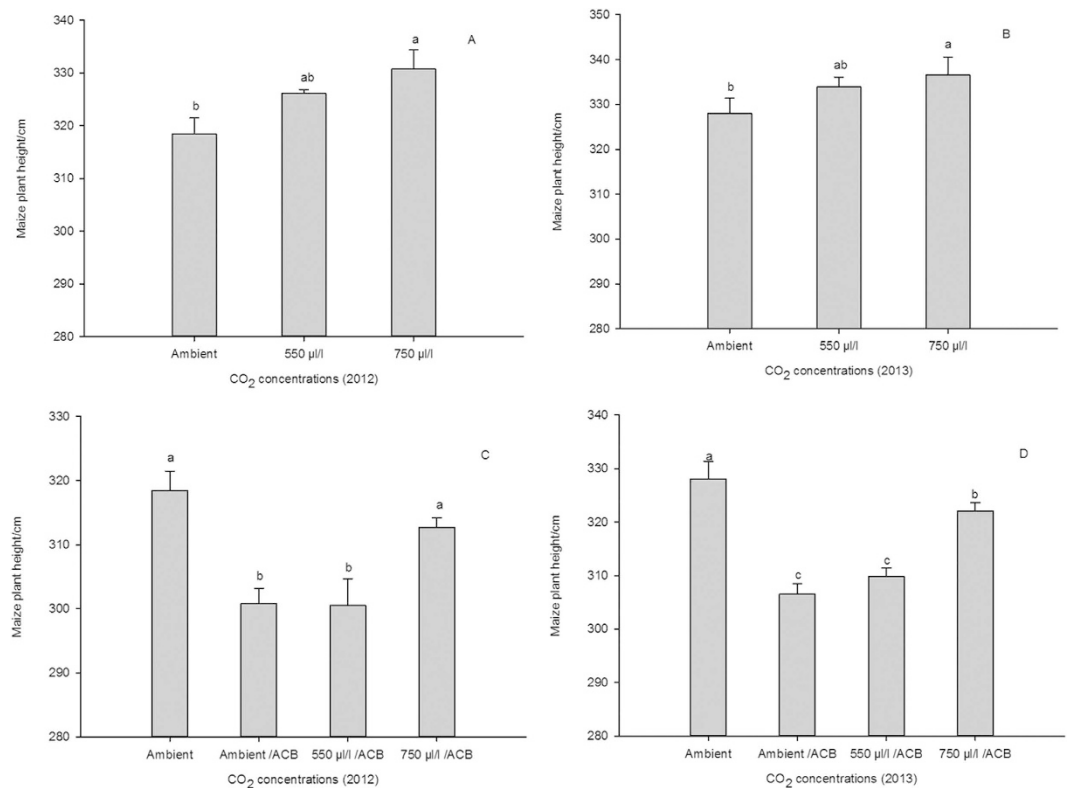 A
Maize plant height/cm
340
330
320
310
300
290
280
b
ab
a
Ambient
550 µl/l
750 µl/l
CO2 concentrations (2012)
B
Maize plant height/cm
350
340
330
320
310
300
290
280
b
ab
a
Ambient
550 µl/l
750 µl/l
CO2 concentrations (2013)
C
Maize plant height/cm
330
320
310
300
290
280
a
b
b
a
Ambient
Ambient /ACB
550 µl/l /ACB
750 µl/l /ACB
CO2 concentrations (2012)
D
Maize plant height/cm
340
330
320
310
300
290
280
a
c
c
b
Ambient
Ambient /ACB
550 µl/l /ACB
750 µl/l /ACB
CO2 concentrations (2013)